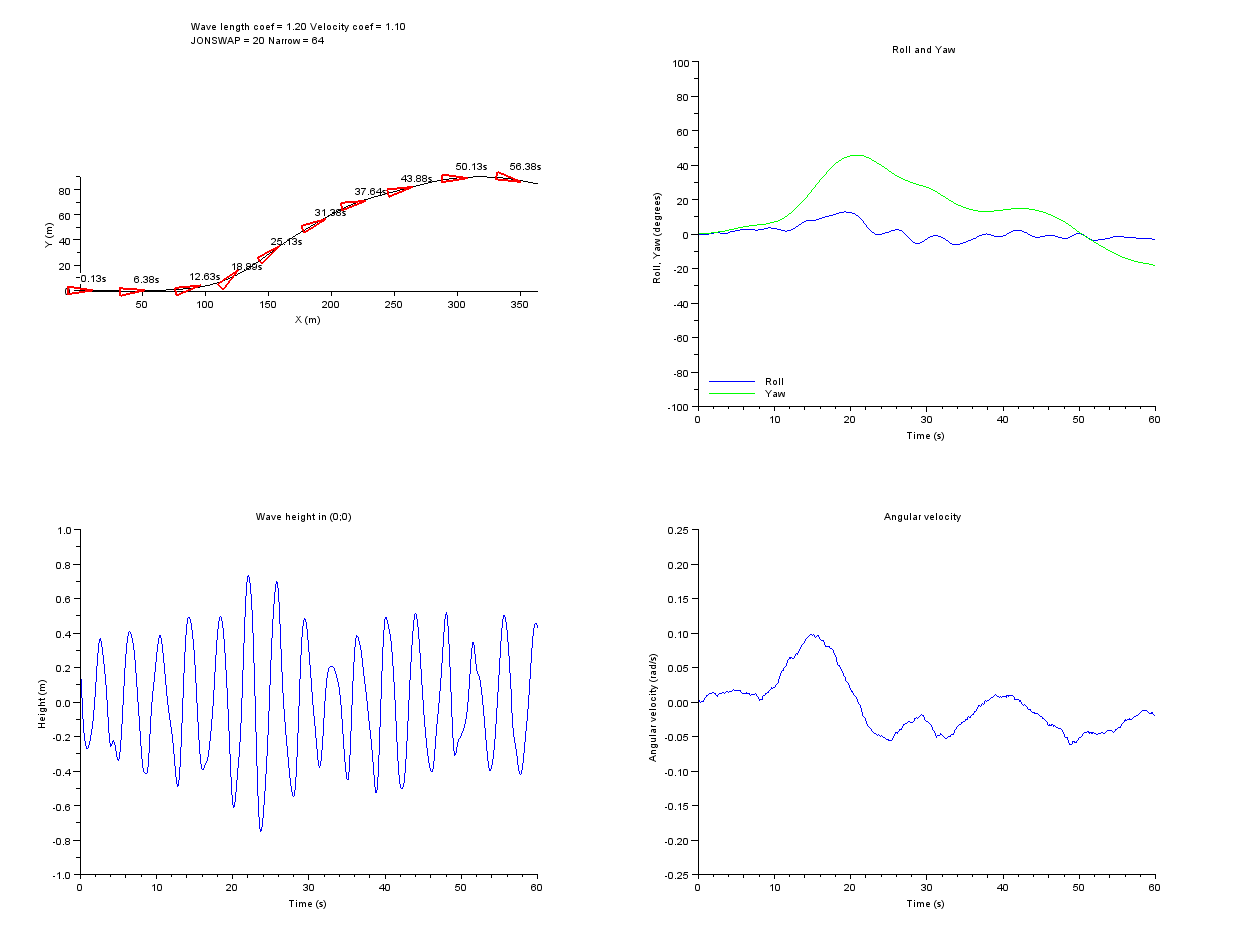 Wave length coef = 1.20 Velocity coef = 1.10
JONSWAP = 20 Narrow = 64
Y (m)
80
60
40
20
0
-0.13s
6.38s
12.63s
18.89s
25.13s
31.38s
37.64s
43.88s
50.13s
56.38s
50
100
150
200
250
300
350
X (m)
Roll and Yaw
Roll, Yaw (degrees)
100
80
60
40
20
0
-20
-40
-60
-80
-100
Roll
Yaw
0
10
20
30
40
50
60
Time (s)
Wave height in (0;0)
Height (m)
1.0
0.8
0.6
0.4
0.2
0.0
-0.2
-0.4
-0.6
-0.8
-1.0
0
10
20
30
40
50
60
Time (s)
Angular velocity
Angular velocity (rad/s)
0.25
0.20
0.15
0.10
0.05
0.00
-0.05
-0.10
-0.15
-0.20
-0.25
0
10
20
30
40
50
60
Time (s)